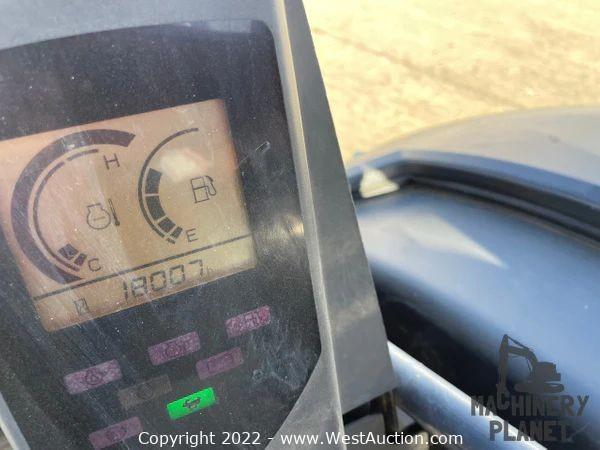 H
C
E
18007
MACHINERY
PLANET
Copyright © 2022 - www.WestAuction.com